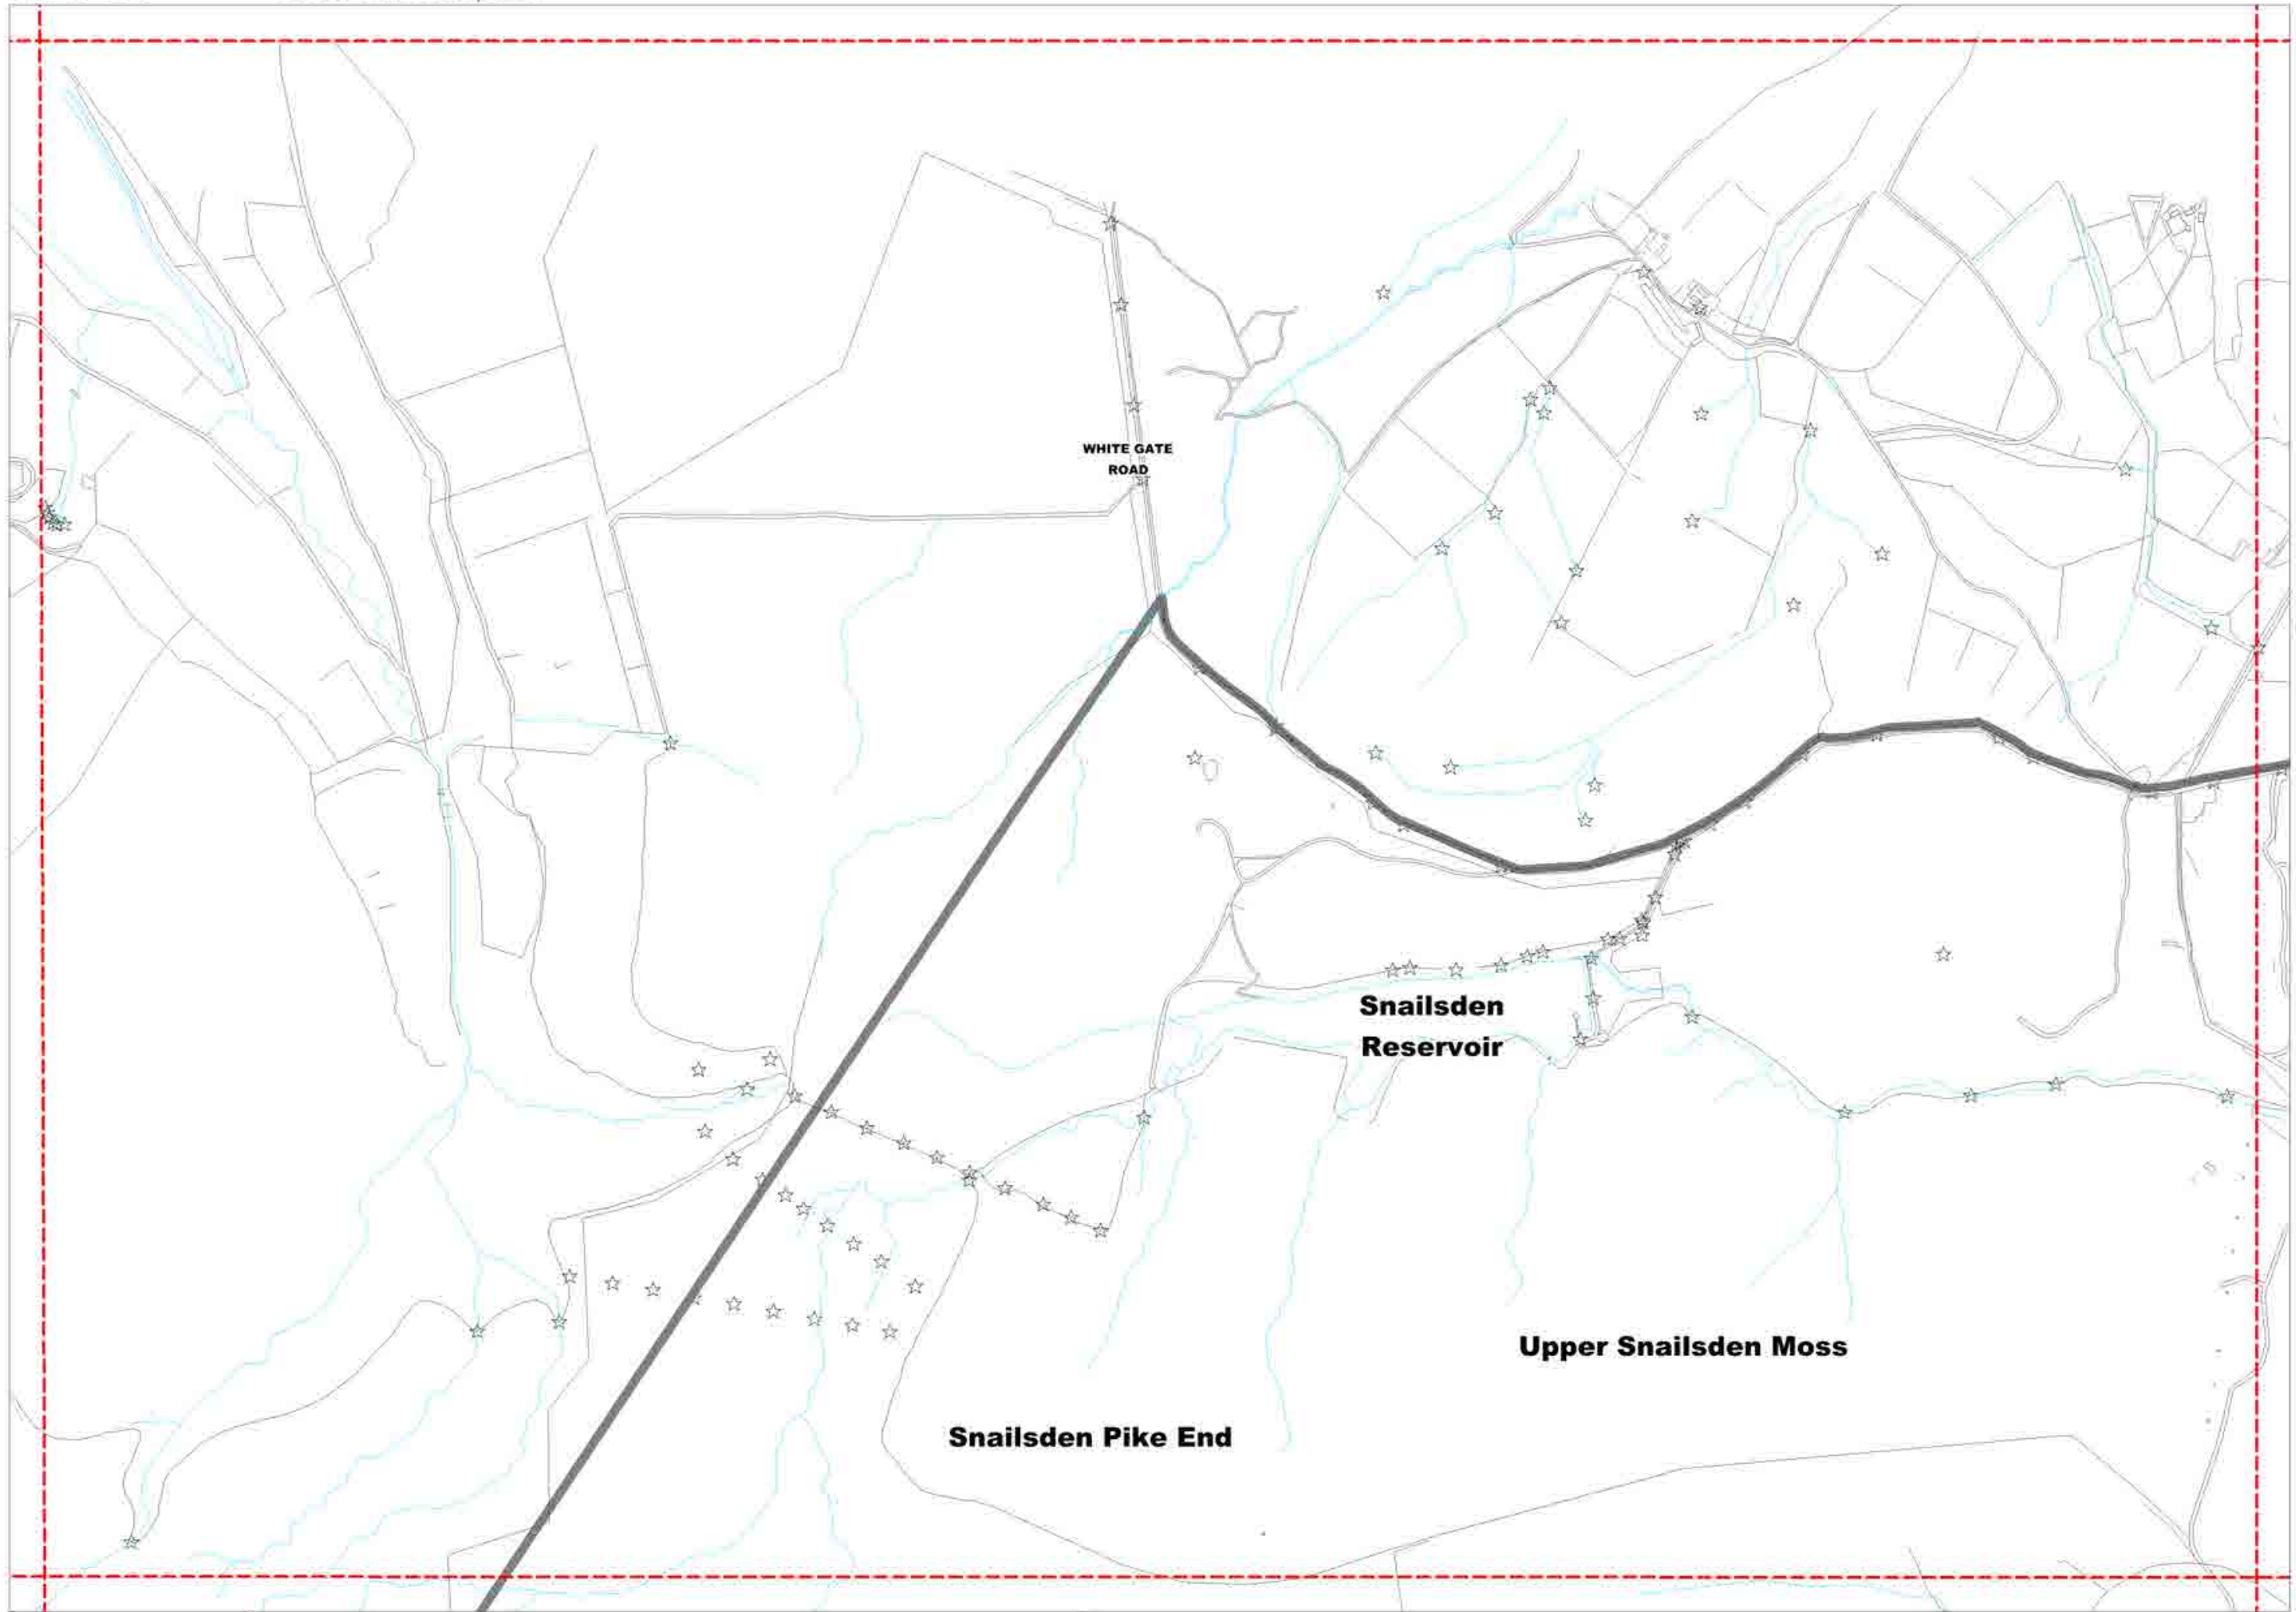 WHITE GATE
ROAD
Snailsden
Reservoir
Upper Snailsden Moss
Snailsden Pike End